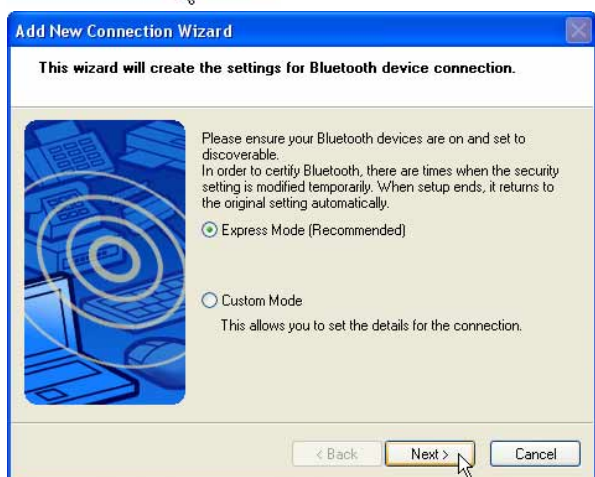 Add New Connection Wizard
This wizard will create the settings for Bluetooth device connection.
Please ensure your Bluetooth devices are on and set to
discoverable.
In order to certify Bluetooth, there are times when the security
setting is modified temporarily. When setup ends, it returns to
the original setting automatically.
Express Mode (Recommended)
Custom Mode
This allows you to set the details for the connection.
< Back Next > Cancel